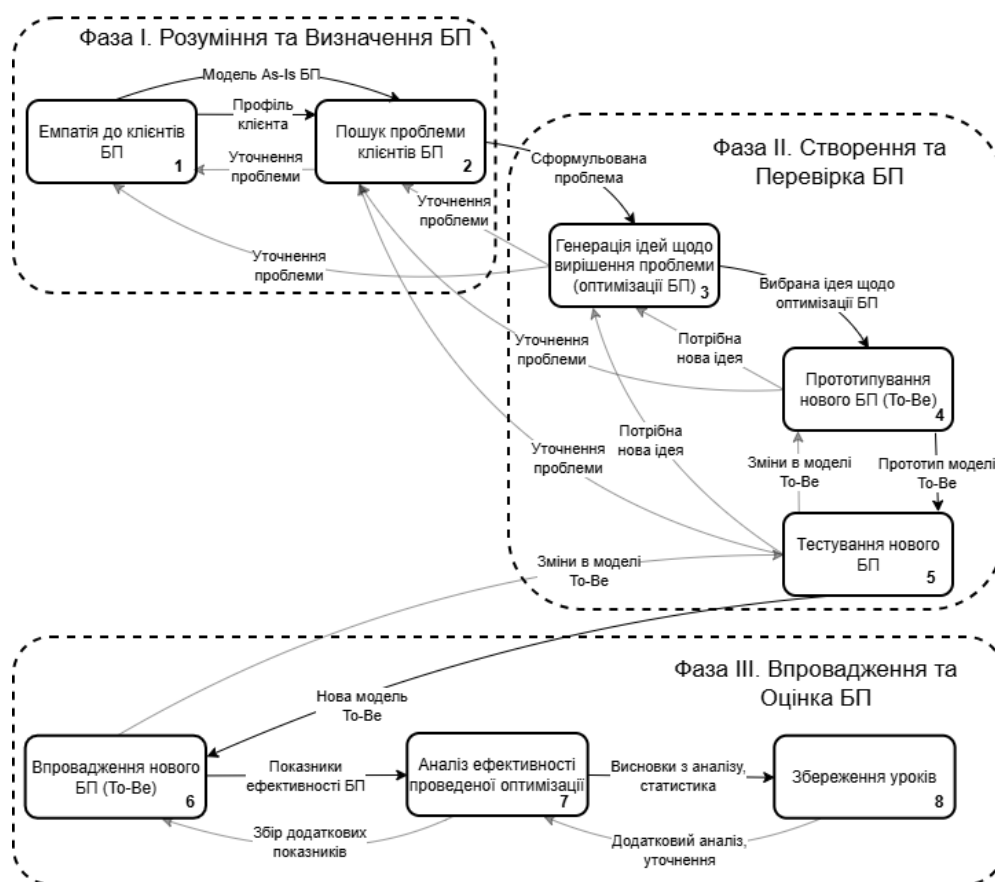 Фаза I. Розуміння та Визначення БП
Модель As-Is БП
Емпатія до клієнтів
БП
1
Профіль
клієнта
Пошук проблеми
клієнтів БП
2
Уточнення
проблеми
Фаза II. Створення та
Перевірка БП
Сформульована
проблема
Уточнення
проблеми
Уточнення
проблеми
Генерація ідей щодо
вирішення проблеми
(оптимізації БП)
3
Вибрана ідея щодо
оптимізації БП
Уточнення
проблеми
Потрібна
нова ідея
Прототипування
нового БП (To-Be)
4
Уточнення
проблеми
Потрібна
нова ідея
Зміни в моделі
To-Be
Прототип моделі
To-Be
Тестування нового
БП
5
Зміни в моделі
To-Be
Фаза III. Впровадження та
Оцінка БП
Нова модель
To-Be
Впровадження нового
БП (To-Be)
6
Показники
ефективності БП
Аналіз ефективності
проведеної оптимізації
7
Висновки з аналізу,
статистика
Збереження уроків
8
Збір додаткових
показників
Додатковий аналіз,
уточнення